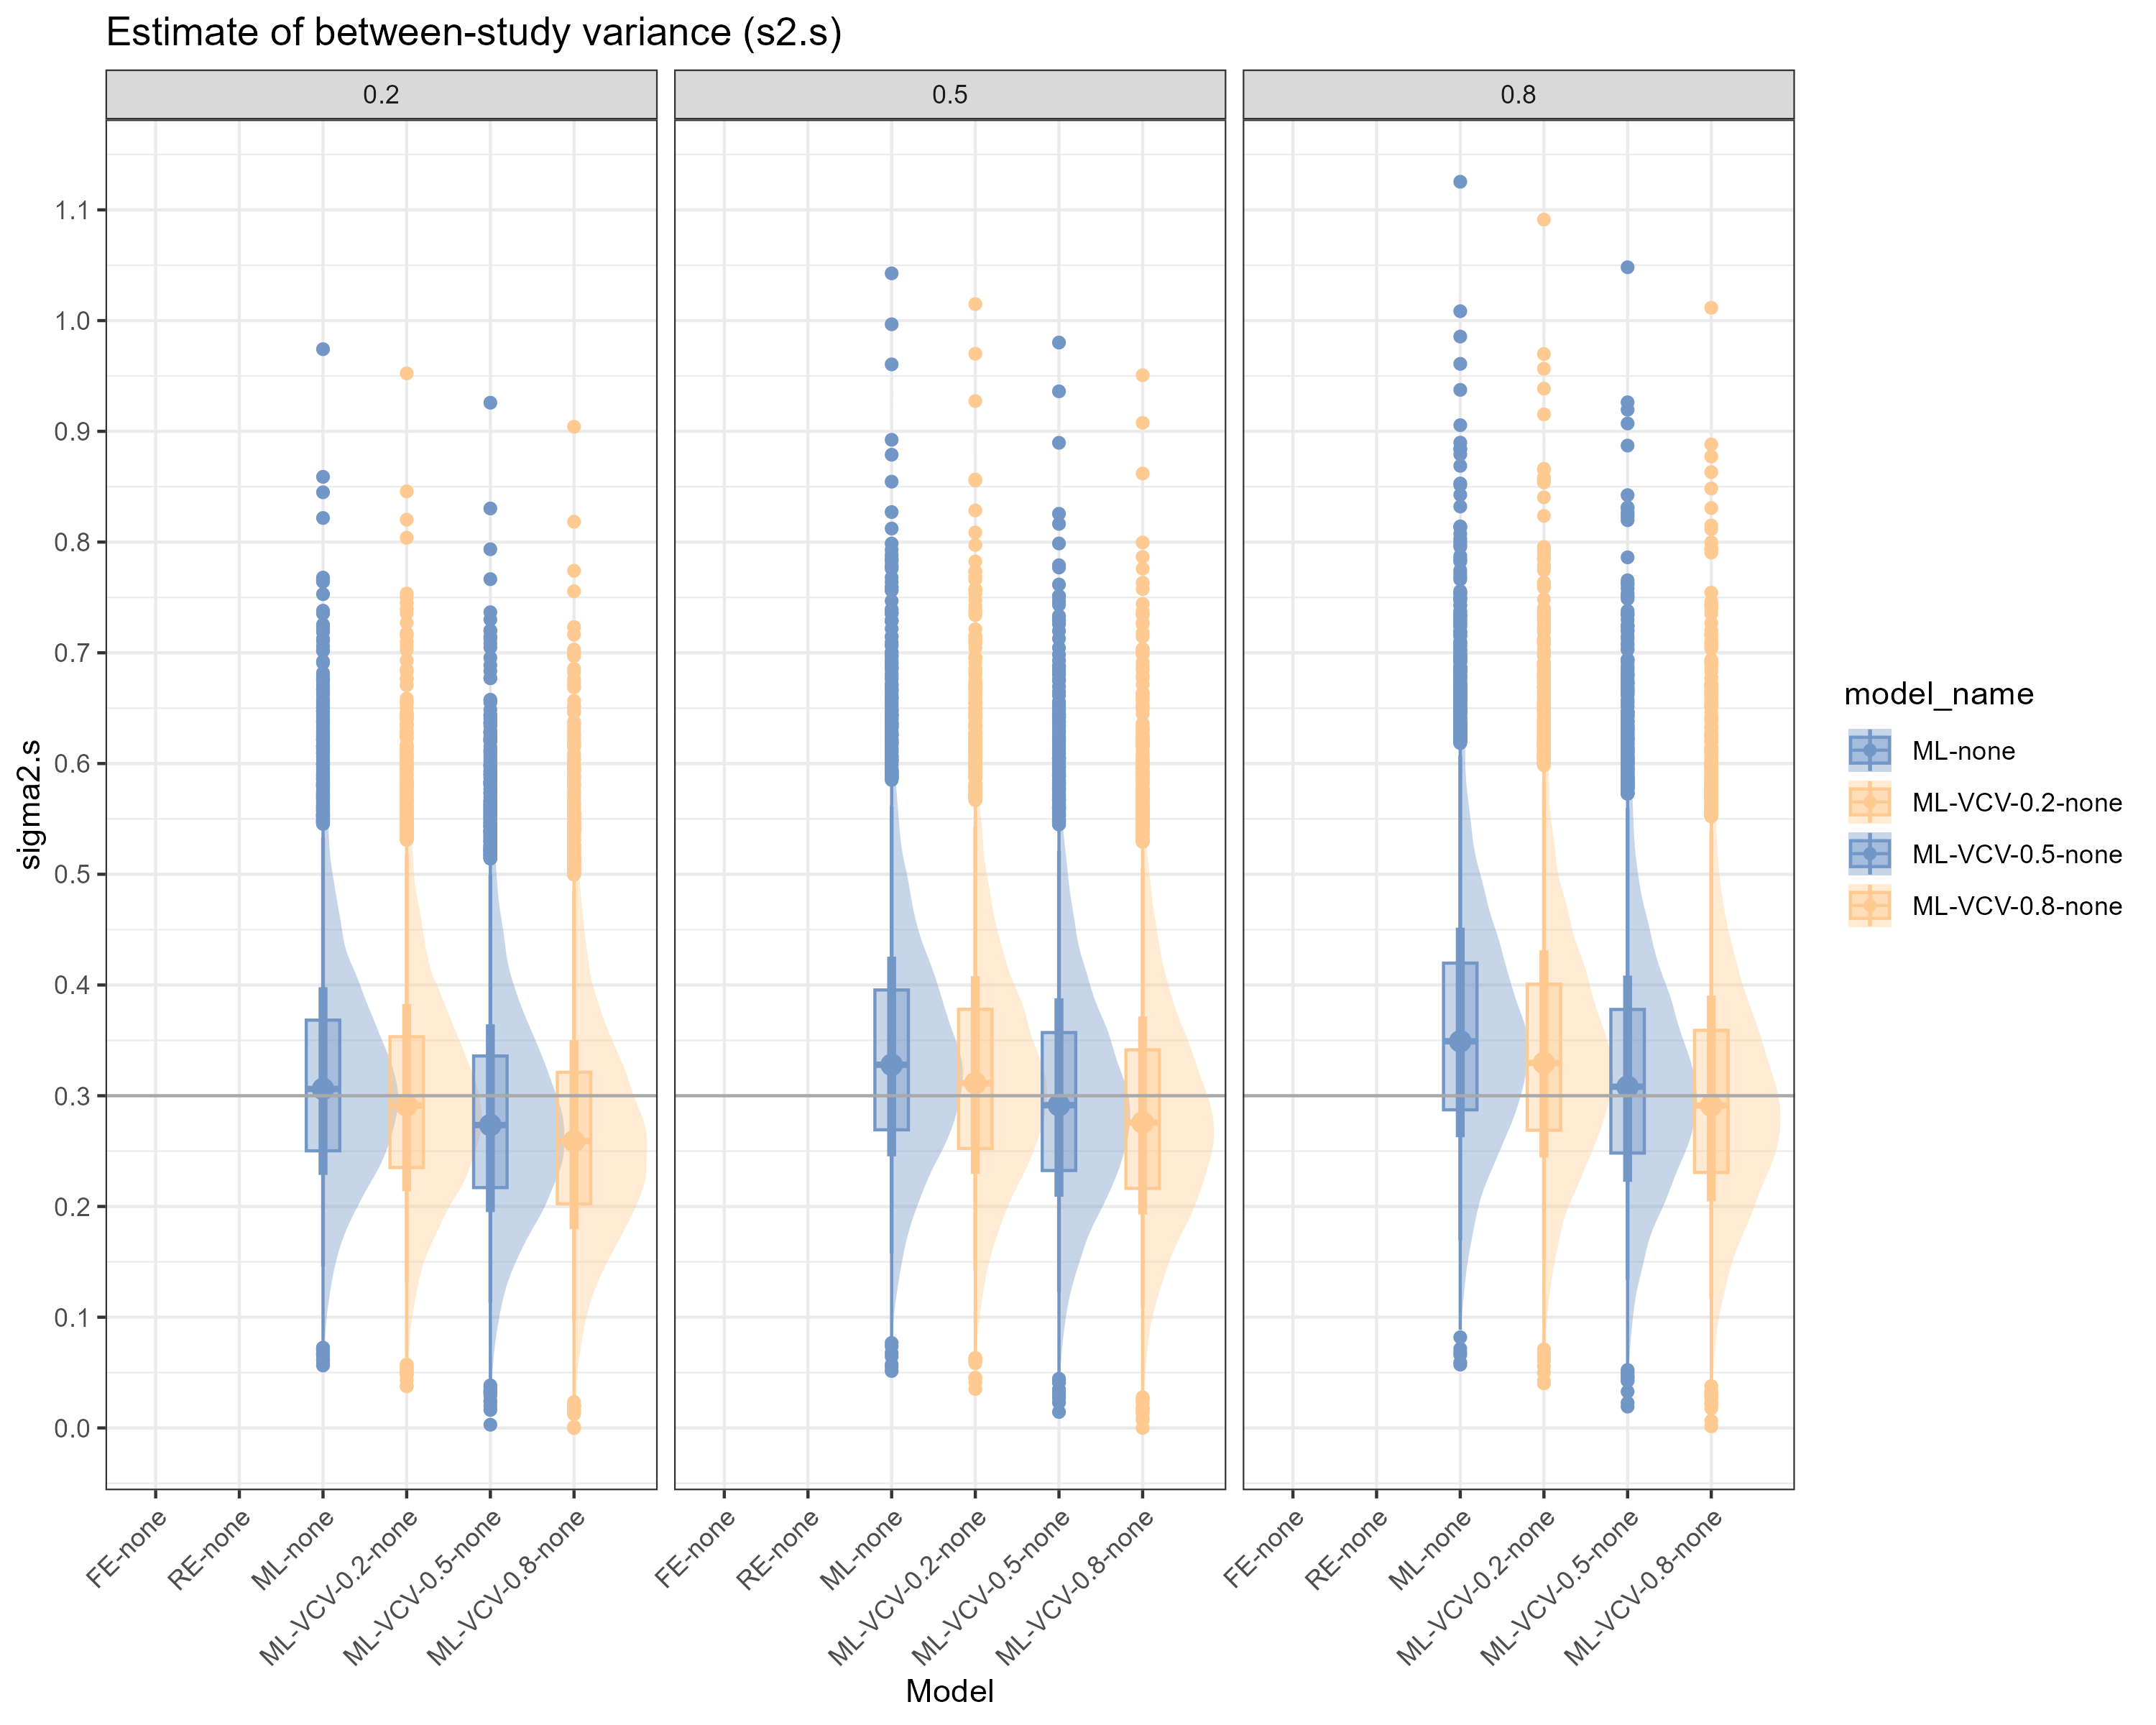 Estimate of between-study variance (s2.s)
0.2
0.5
0.8
1.1
1.0
0.9
0.8
0.7
0.6
0.5
0.4
0.3
0.2
0.1
0.0
sigma2.s
FE-none
RE-none
ML-none
ML-VCV-0.2-none
ML-VCV-0.5-none
ML-VCV-0.8-none
FE-none
RE-none
ML-none
ML-VCV-0.2-none
ML-VCV-0.5-none
ML-VCV-0.8-none
FE-none
RE-none
ML-none
ML-VCV-0.2-none
ML-VCV-0.5-none
ML-VCV-0.8-none
Model
model_name
ML-none
ML-VCV-0.2-none
ML-VCV-0.5-none
ML-VCV-0.8-none